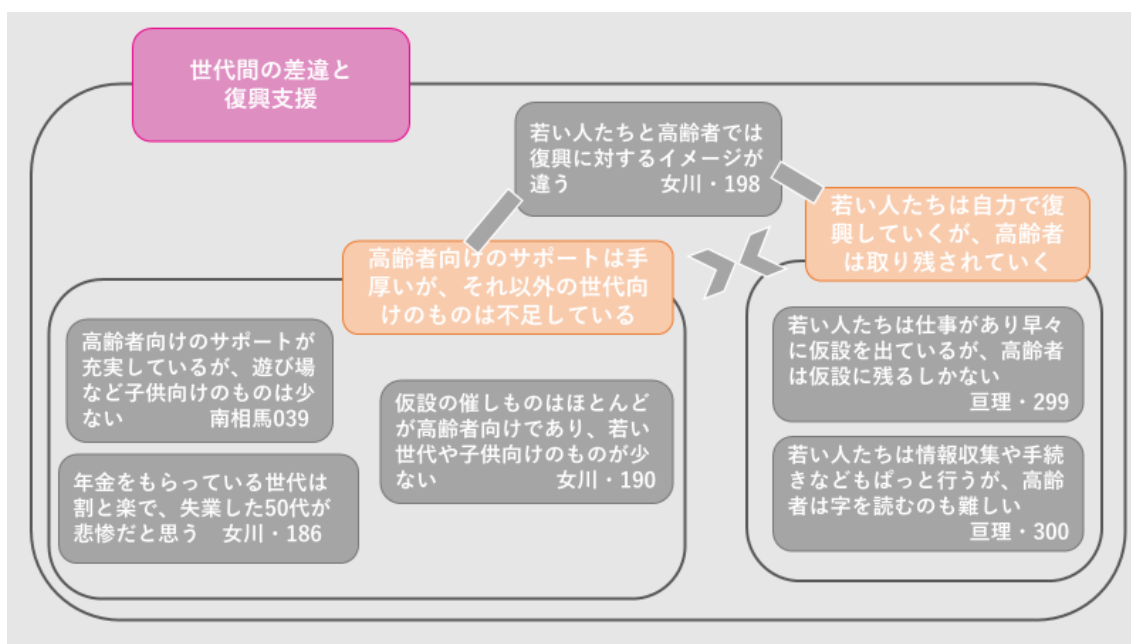 世代間の差違と
復興支援
若い人たちと高齢者では
復興に対するイメージが
違う　　　女川・198
若い人たちは自力で復
興していくが、高齢者
は取り残されていく
高齢者向けのサポートは手
厚いが、それ以外の世代向
けのものは不足している
高齢者向けのサポートが
充実しているが、遊び場
など子供向けのものは少
ない　　　　南相馬039
仮設の催しものはほとんど
が高齢者向けであり、若い
世代や子供向けのものが少
ない　　　　　女川・190
年金をもらっている世代は
割と楽で、失業した50代が
悲惨だと思う　女川・186
若い人たちは仕事があり早々
に仮設を出ているが、高齢者
は仮設に残るしかない
亘理・299
若い人たちは情報収集や手続
きなどもぱっと行うが、高齢
者は字を読むのも難しい
亘理・300